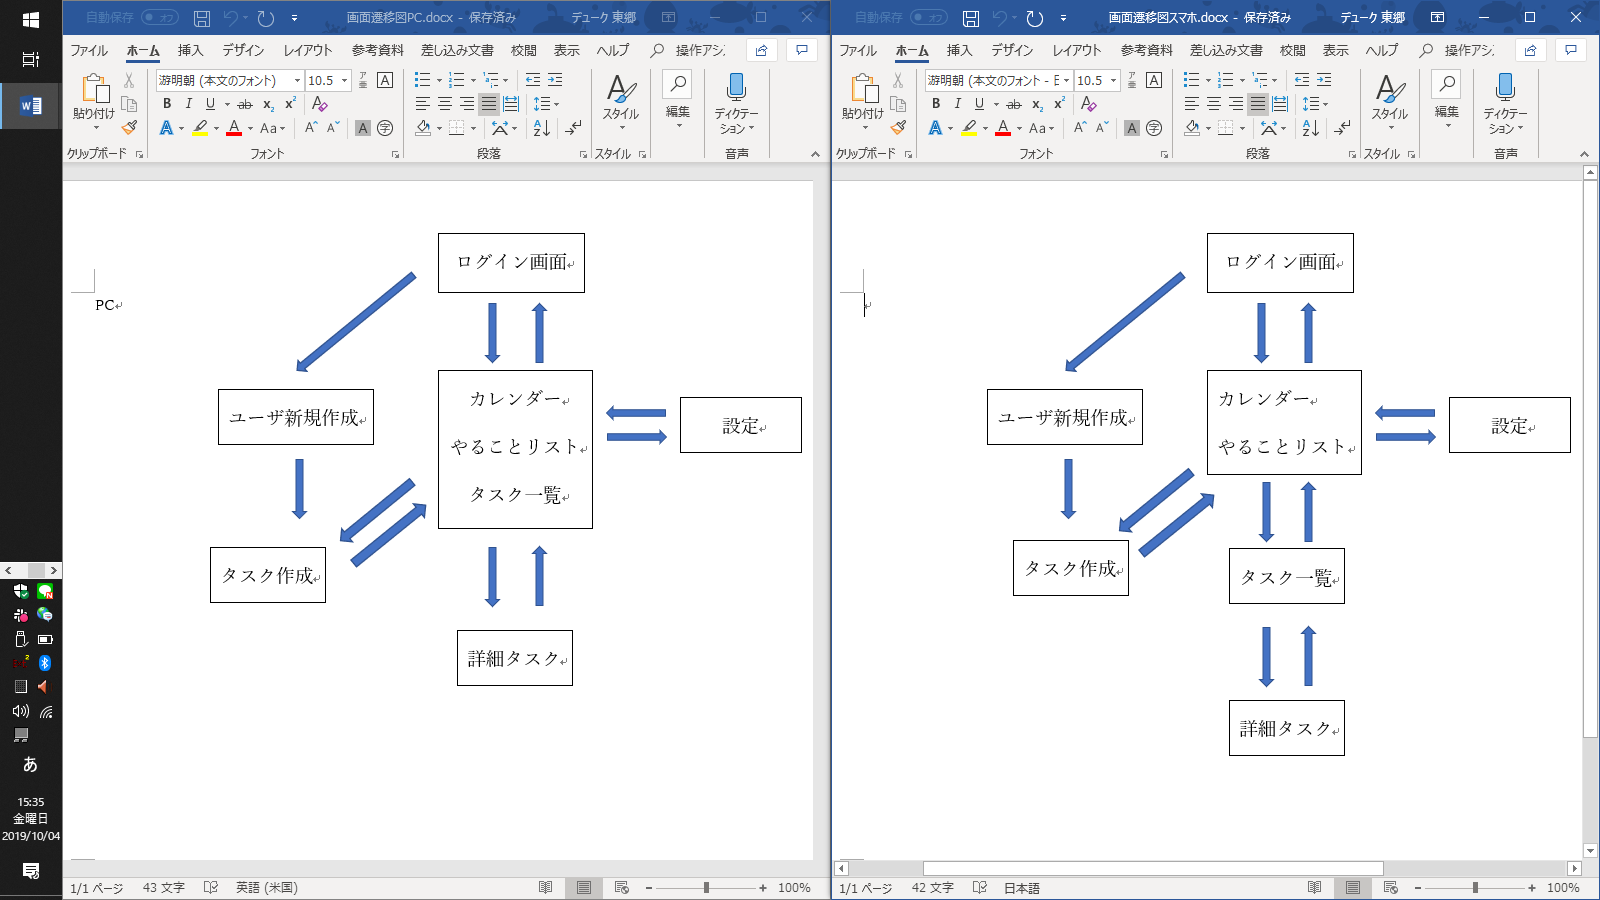 自動保存 オフ
画面遷移図PC.docx - 保存済み
デューク 東郷
ファイル ホーム 挿入 デザイン レイアウト 参考資料 差し込み文書 校閲 表示 ヘルプ 操作アシ
游明朝 (本文のフォント) 10.5
貼り付け
スタイル
編集
ディクテーション
クリップボード フォント 段落 スタイル 音声
PC
ログイン画面
ユーザ新規作成
カレンダー
やることリスト
タスク一覧
設定
タスク作成
詳細タスク
1/1 ページ 43 文字 英語 (米国) 100%
自動保存 オフ
画面遷移図スマホ.docx - 保存済み
デューク 東郷
ファイル ホーム 挿入 デザイン レイアウト 参考資料 差し込み文書 校閲 表示 ヘルプ 操作アシ
游明朝 (本文のフォント - E 10.5
貼り付け
スタイル
編集
ディクテーション
クリップボード フォント 段落 スタイル 音声
ログイン画面
ユーザ新規作成
カレンダー
やることリスト
設定
タスク作成
タスク一覧
詳細タスク
1/1 ページ 42 文字 日本語 100%
あ
15:35
金曜日
2019/10/04